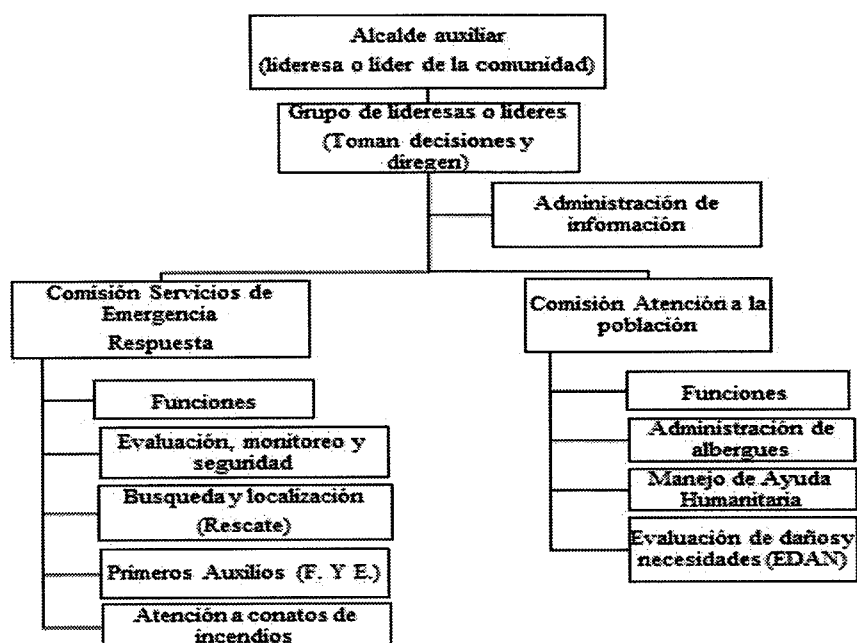 Alcalde auxiliar
(lideresa o líder de la comunidad)
Grupo de lideresas o líderes
(Toman decisiones y
diregen)
Administración de
información
Comisión Servicios de
Emergencia
Respuesta
Funciones
Evaluación, monitoreo y
seguridad
Busqueda y localización
(Rescate)
Primeros Auxilios (F. Y E.)
Atención a conatos de
incendios
Comisión Atención a la
población
Funciones
Administración de
albergues
Manejo de Ayuda
Humanitaria
Evaluación de daños y
necesidades (EDAN)